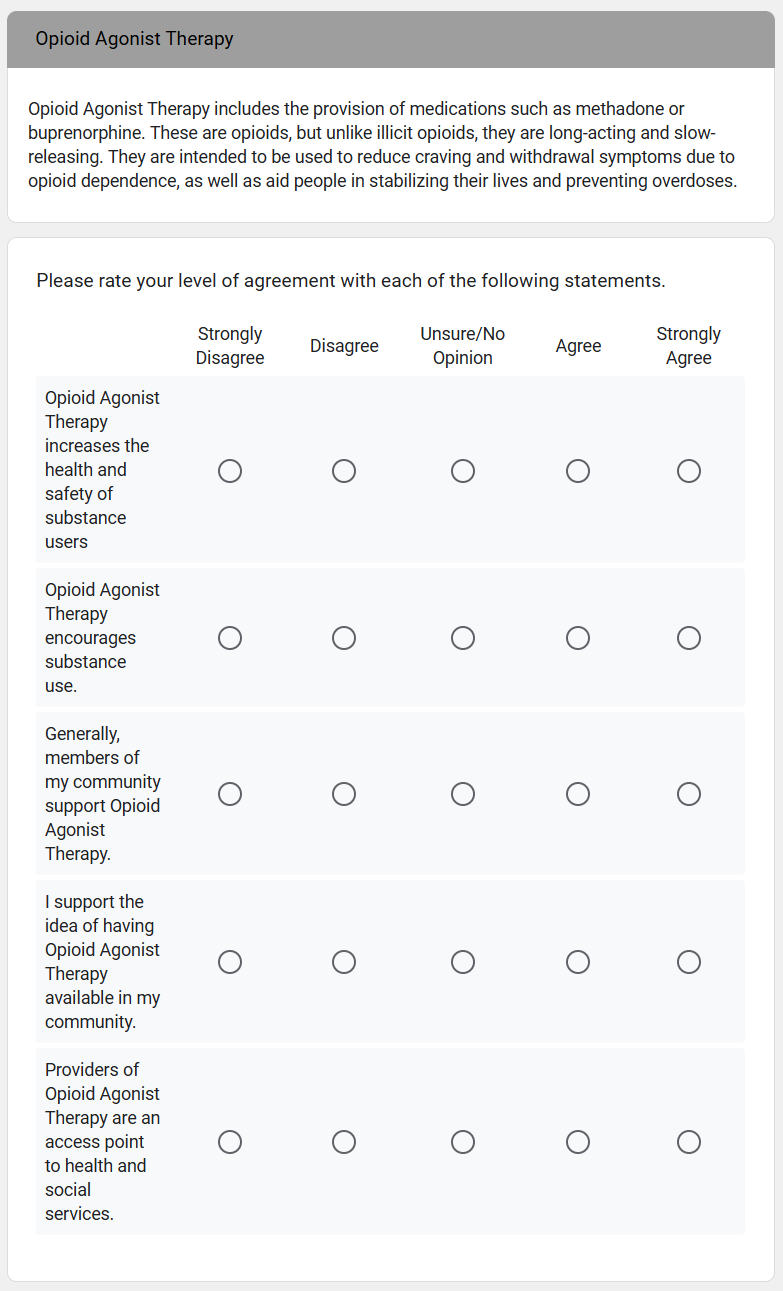 Opioid Agonist Therapy
Opioid Agonist Therapy includes the provision of medications such as methadone or
buprenorphine. These are opioids, but unlike illicit opioids, they are long-acting and slow-
releasing. They are intended to be used to reduce craving and withdrawal symptoms due to
opioid dependence, as well as aid people in stabilizing their lives and preventing overdoses.
Please rate your level of agreement with each of the following statements.
Strongly
Disagree
Disagree
Unsure/No
Opinion
Agree
Strongly
Agree
Opioid Agonist
Therapy
increases the
health and
safety of
substance
users
Opioid Agonist
Therapy
encourages
substance
use.
Generally,
members of
my community
support Opioid
Agonist
Therapy.
I support the
idea of having
Opioid Agonist
Therapy
available in my
community.
Providers of
Opioid Agonist
Therapy are an
access point
to health and
social
services.